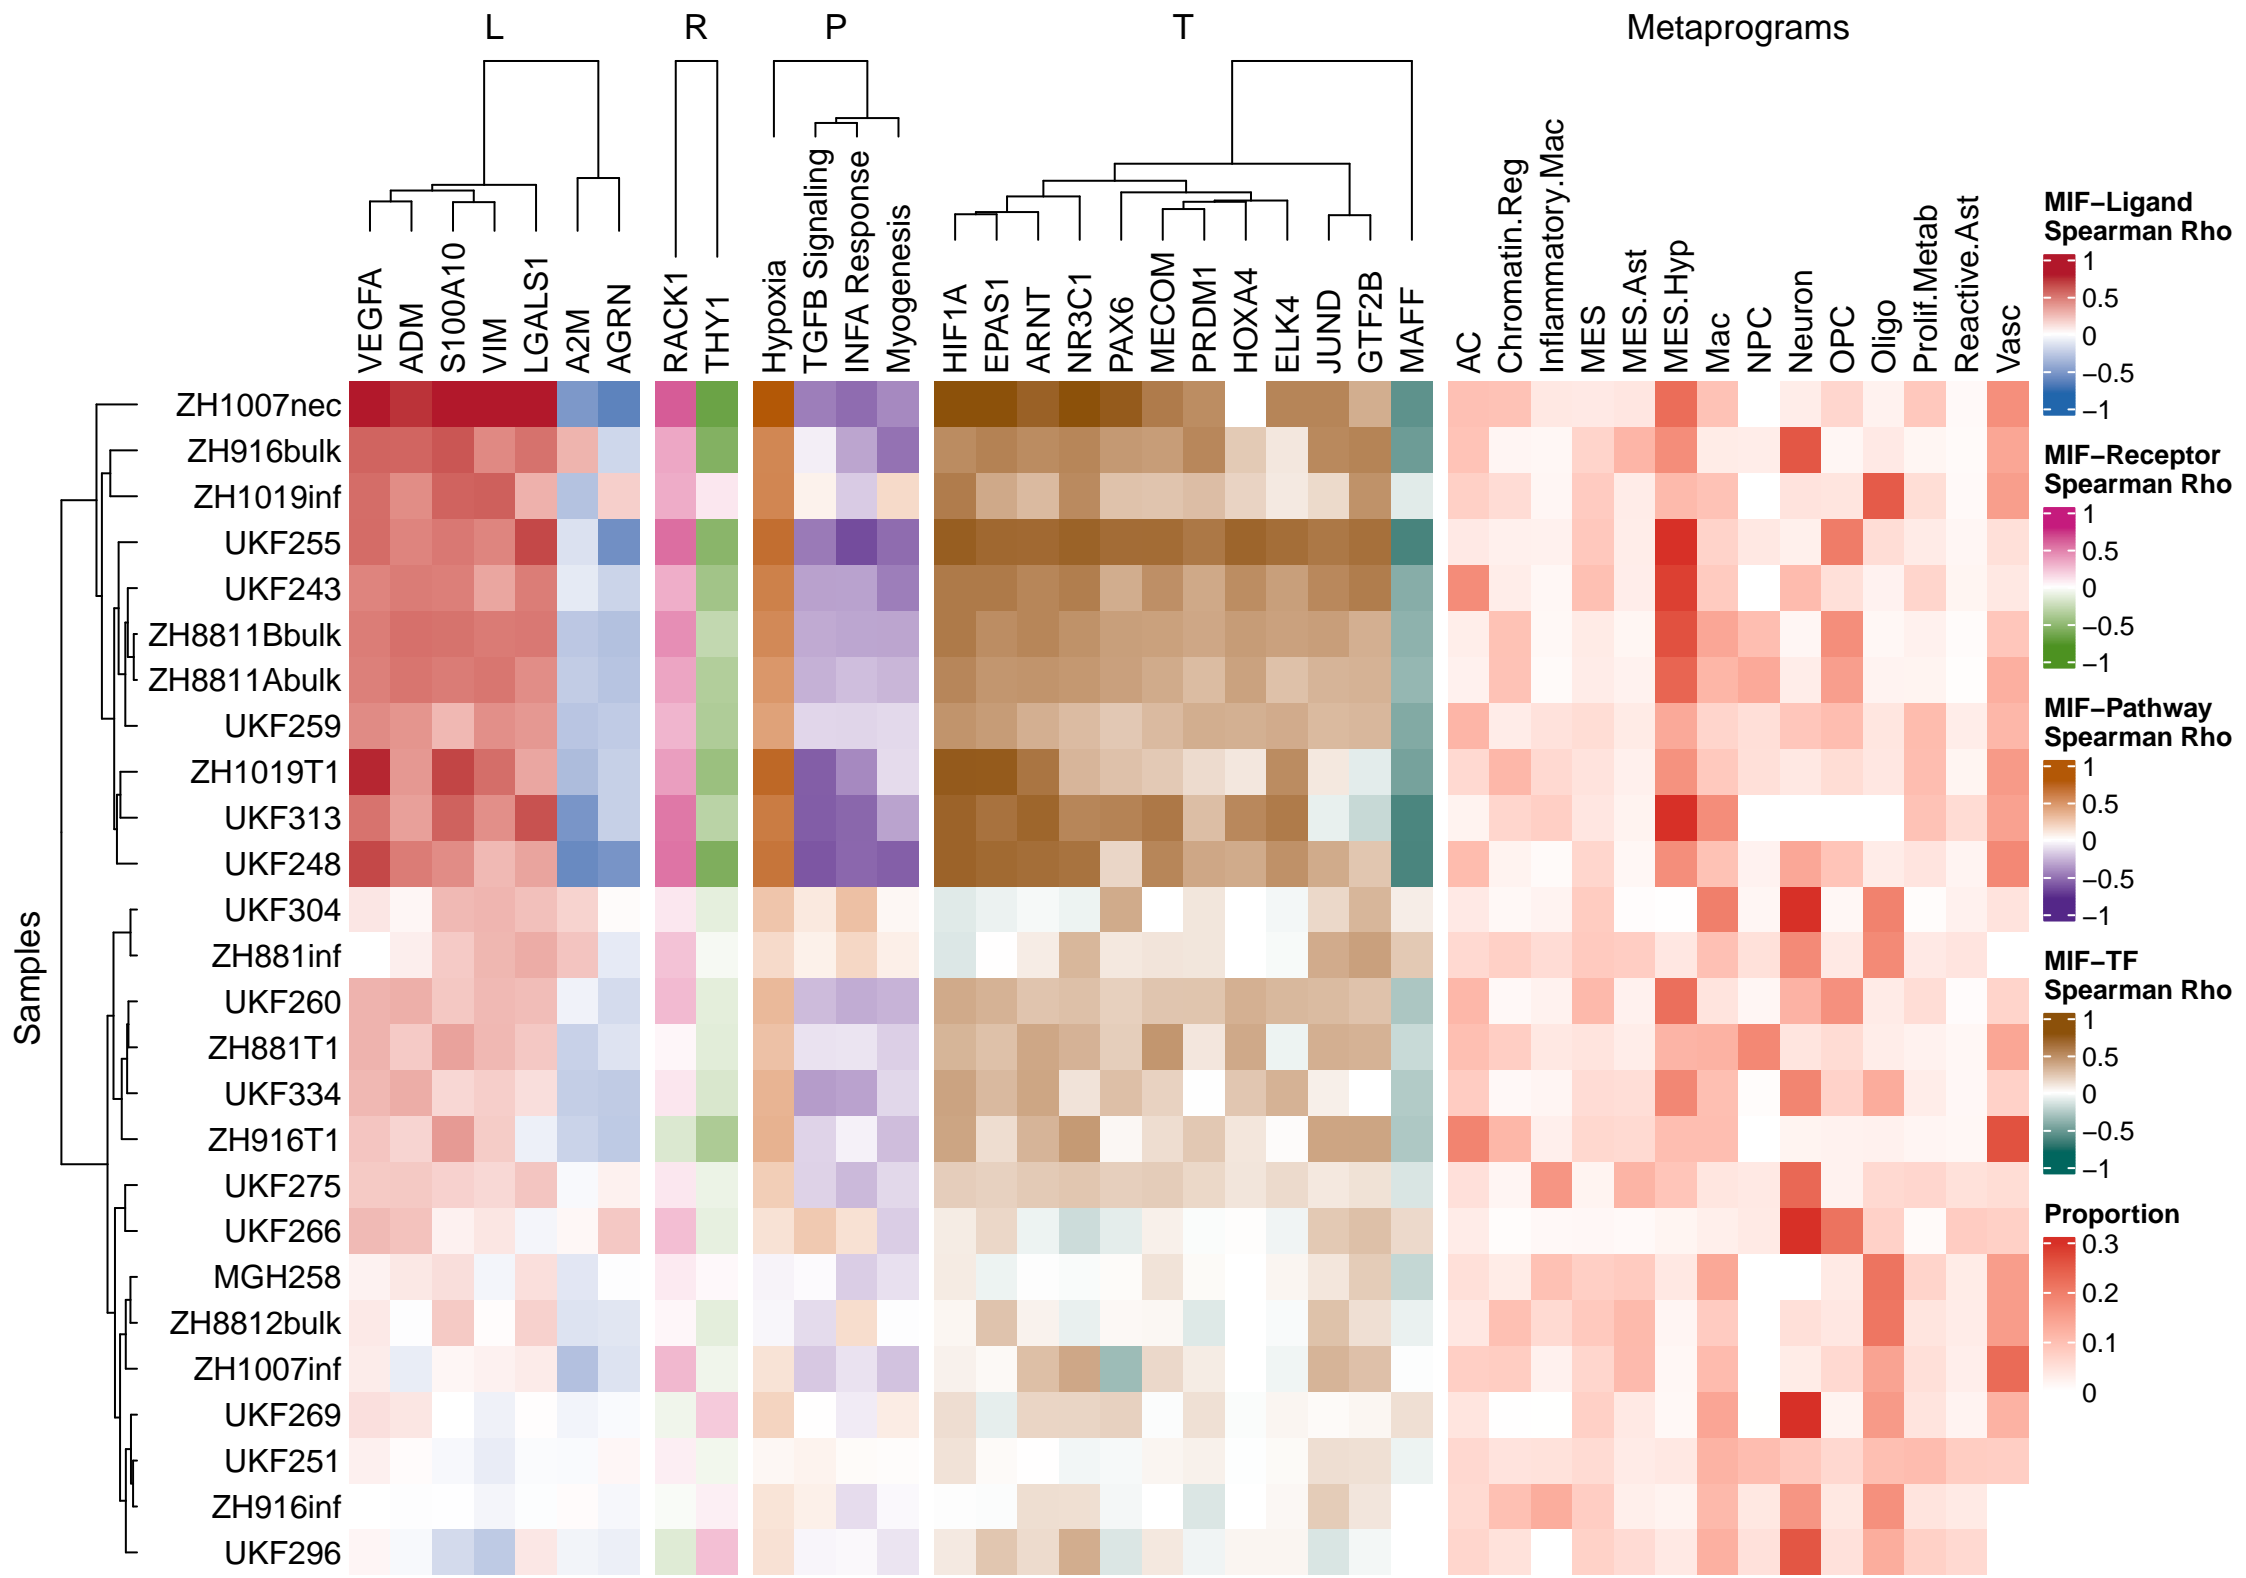 L
R
P
T
Metaprograms
VEGFA
ADM
S100A10
VIM
LGALS1
A2M
AGRN
RACK1
THY1
Hypoxia
TGFB Signaling
INFA Response
Myogenesis
HIF1A
EPAS1
ARNT
NR3C1
PAX6
MECOM
PRDM1
HOXA4
ELK4
JUND
GTF2B
MAFF
AC
Chromatin.Reg
Inflammatory.Mac
MES
MES.Ast
MES.Hyp
Mac
NPC
Neuron
OPC
Oligo
Prolif.Metab
Reactive.Ast
Vasc
Samples
ZH1007nec
ZH916bulk
ZH1019inf
UKF255
UKF243
ZH8811Bbulk
ZH8811Abulk
UKF259
ZH1019T1
UKF313
UKF248
UKF304
ZH881inf
UKF260
ZH881T1
UKF334
ZH916T1
UKF275
UKF266
MGH258
ZH8812bulk
ZH1007inf
UKF269
UKF251
ZH916inf
UKF296
MIF−Ligand
Spearman Rho
1
0.5
0
−0.5
−1
MIF−Receptor
Spearman Rho
1
0.5
0
−0.5
−1
MIF−Pathway
Spearman Rho
1
0.5
0
−0.5
−1
MIF−TF
Spearman Rho
1
0.5
0
−0.5
−1
Proportion
0.3
0.2
0.1
0